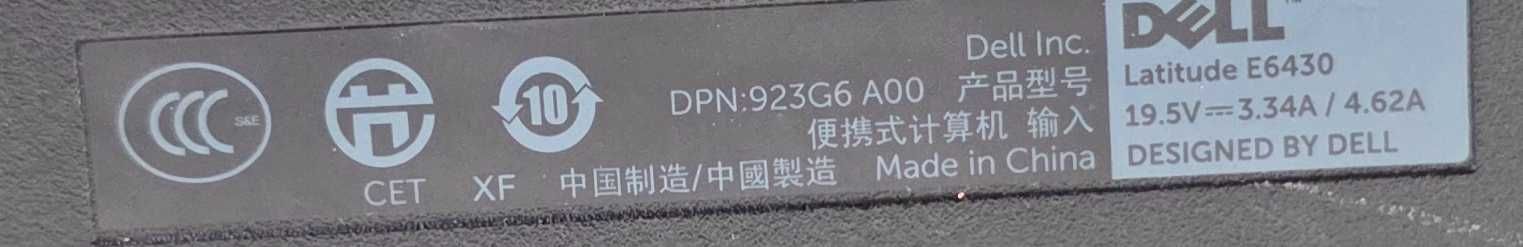 CCC S&E
节
10
CET XF
Dell Inc.
DPN:923G6 A00 产品型号
便携式计算机 输入
中国制造/中國製造 Made in China
DELL™
Latitude E6430
19.5V⎓3.34A / 4.62A
DESIGNED BY DELL